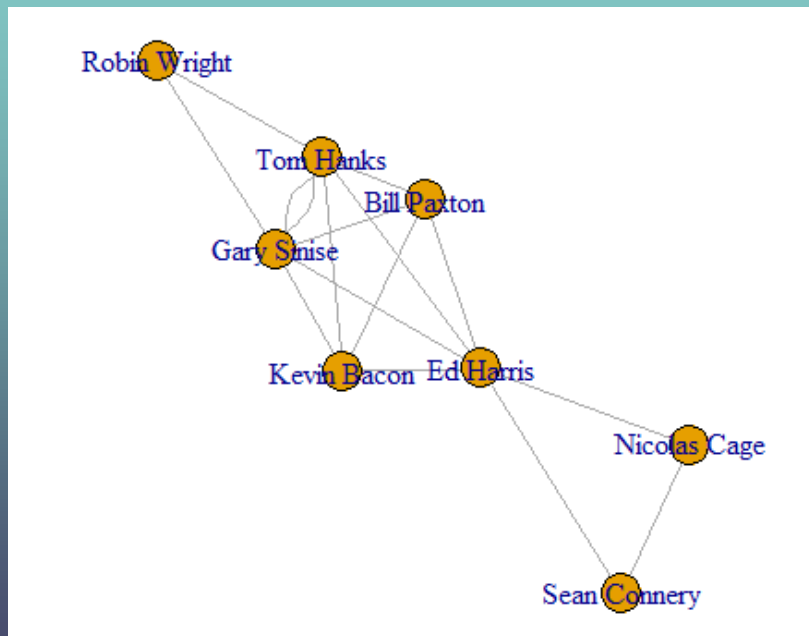 Robin Wright
Tom Hanks
Bill Paxton
Gary Sinise
Kevin Bacon
Ed Harris
Nicolas Cage
Sean Connery